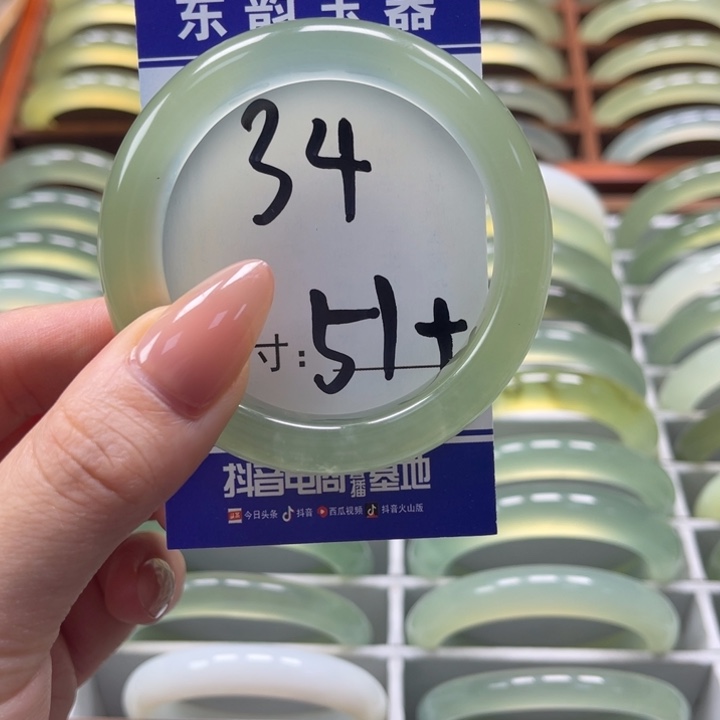 东韵玉器
34
寸：51+
抖音电商直播基地
今日头条 抖音 西瓜视频 抖音火山版